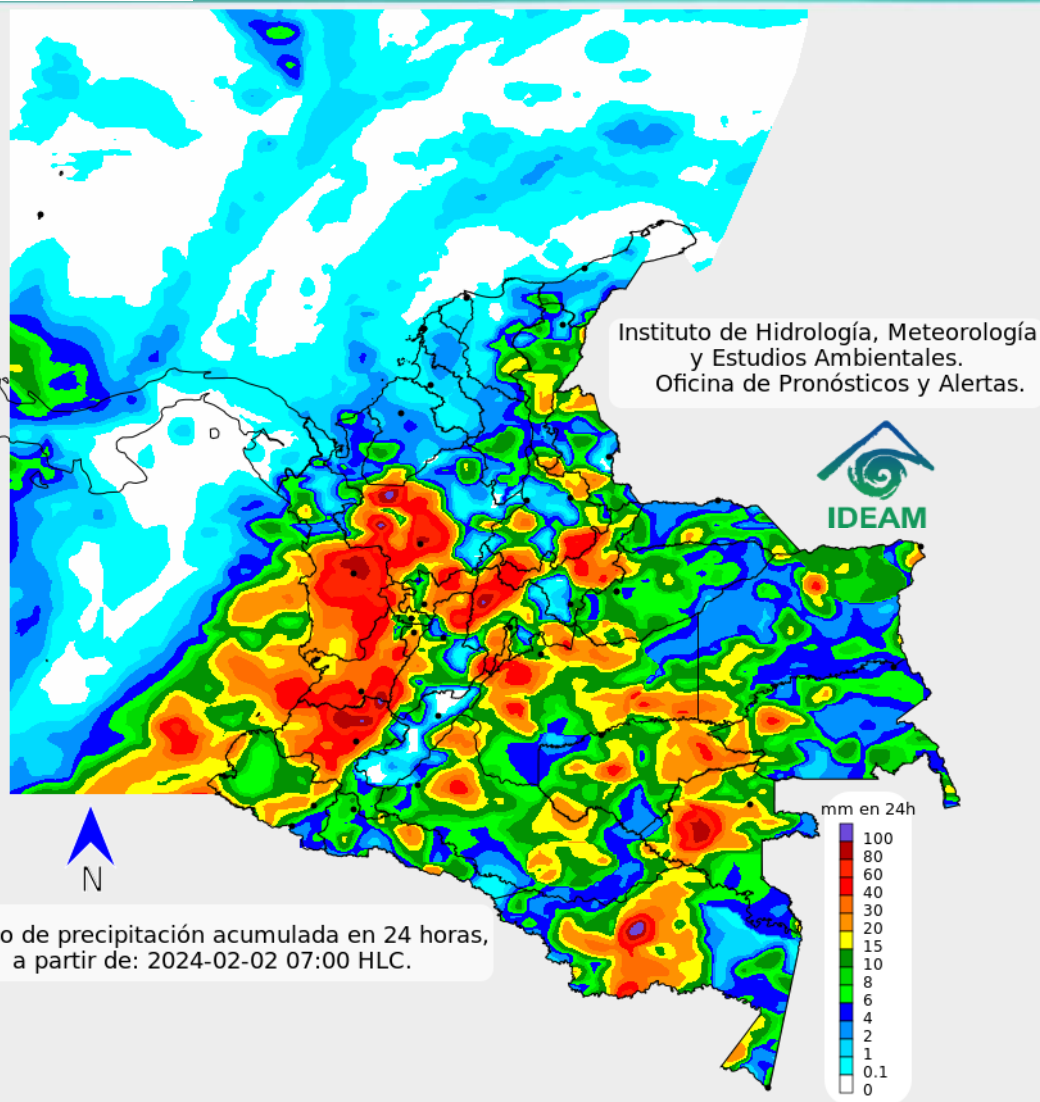 Instituto de Hidrología, Meteorología
y Estudios Ambientales.
Oficina de Pronósticos y Alertas.
IDEAM
mm en 24h
100
80
60
40
30
20
15
10
8
6
4
2
1
0.1
0
N
o de precipitación acumulada en 24 horas,
a partir de: 2024-02-02 07:00 HLC.